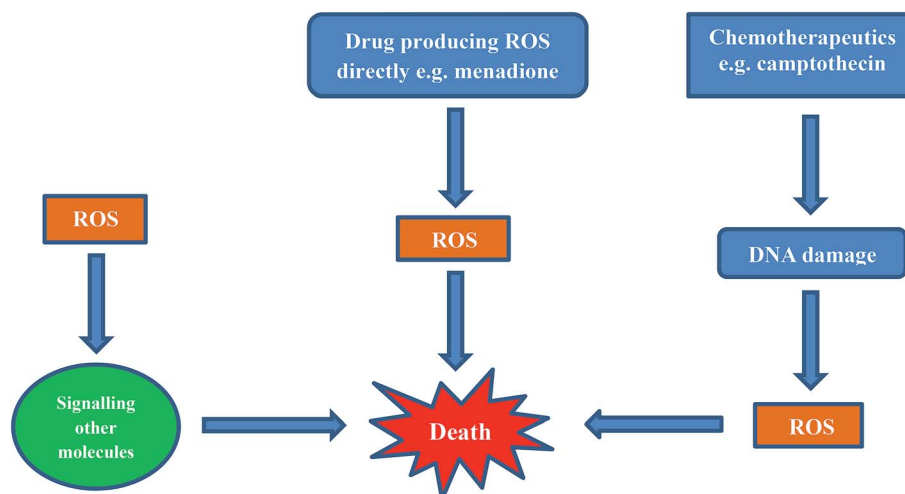 Drug producing ROS
directly e.g. menadione
Chemotherapeutics
e.g. camptothecin
ROS
ROS
DNA damage
Signalling
other
molecules
Death
ROS